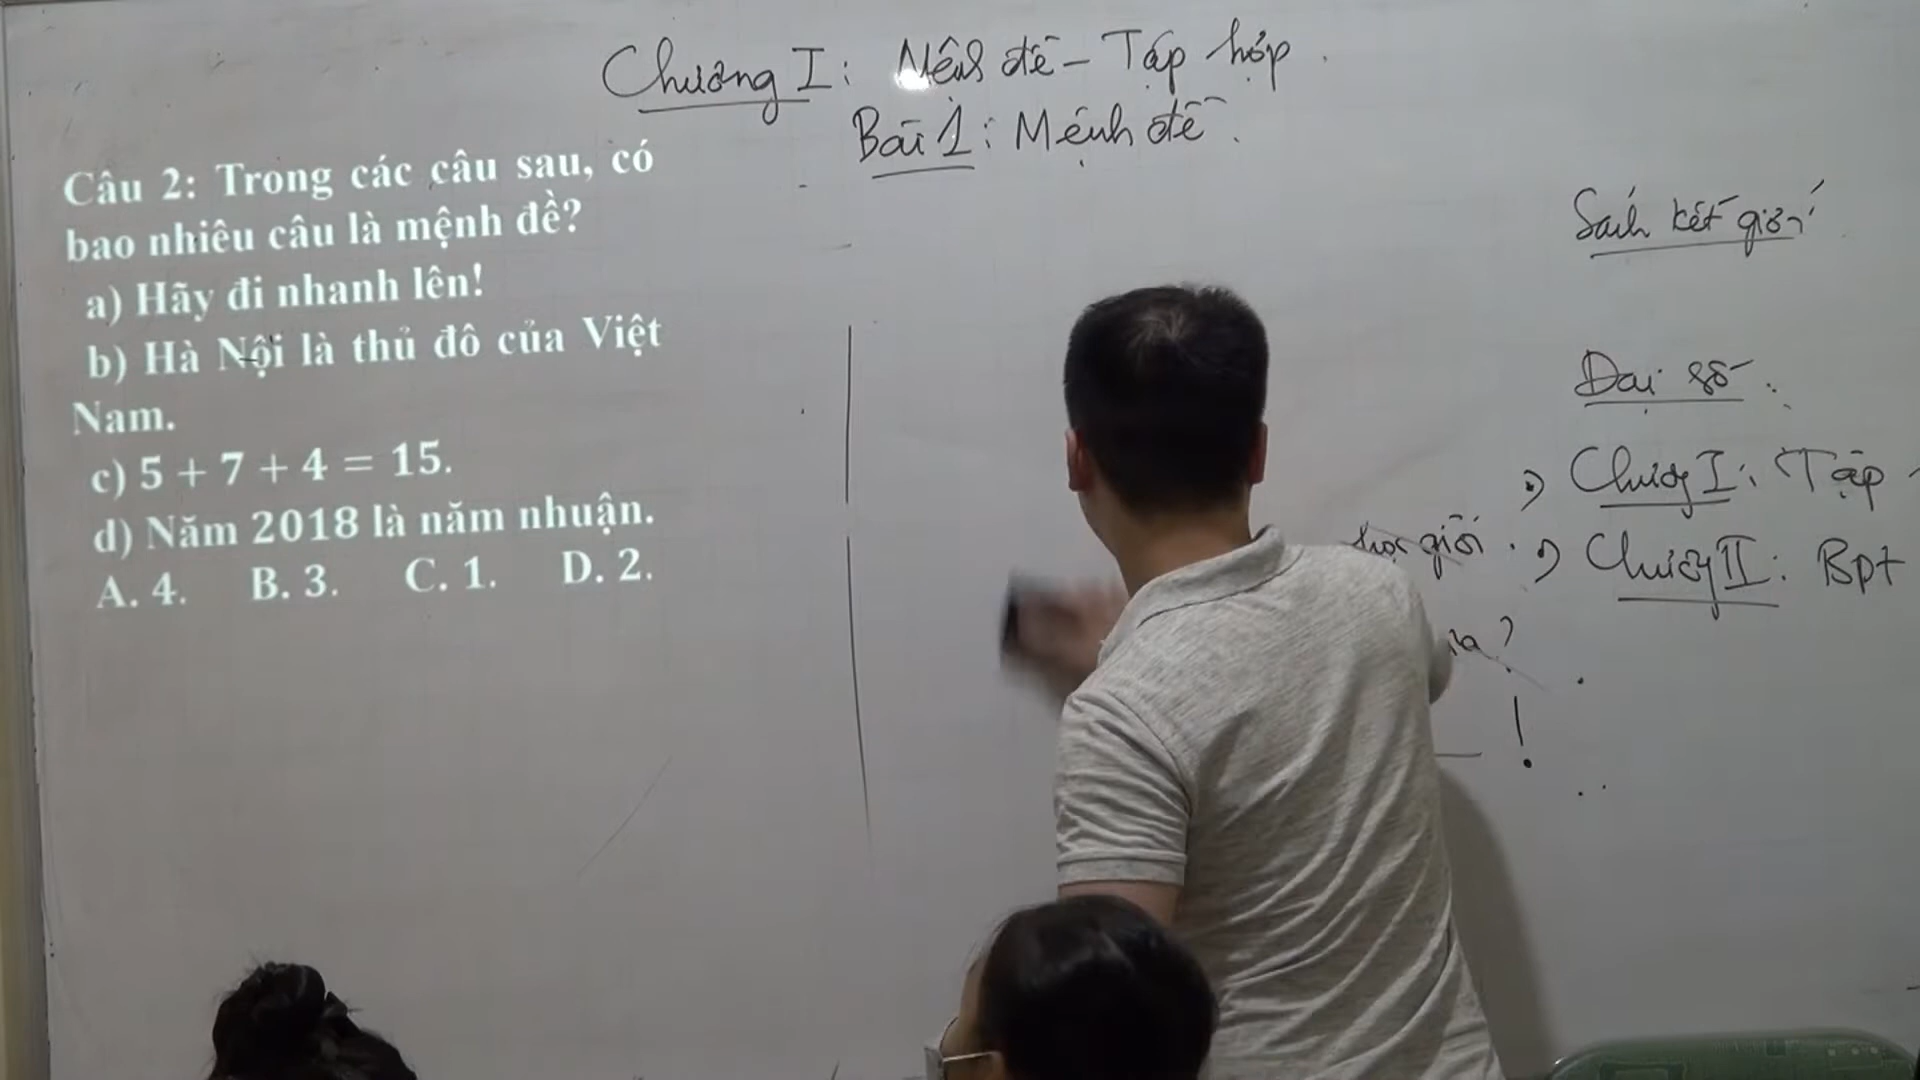 Chương I: Mệnh đề - Tập hợp.
Bài 1: Mệnh đề.
Câu 2: Trong các câu sau, có
bao nhiêu câu là mệnh đề?
a) Hãy đi nhanh lên!
b) Hà Nội là thủ đô của Việt
Nam.
c) 5 + 7 + 4 = 15.
d) Năm 2018 là năm nhuận.
A. 4. B. 3. C. 1. D. 2.
Sách kết
Đại số
Chương I: Tập
học giỏi.
Chương II: Bpt
?
!